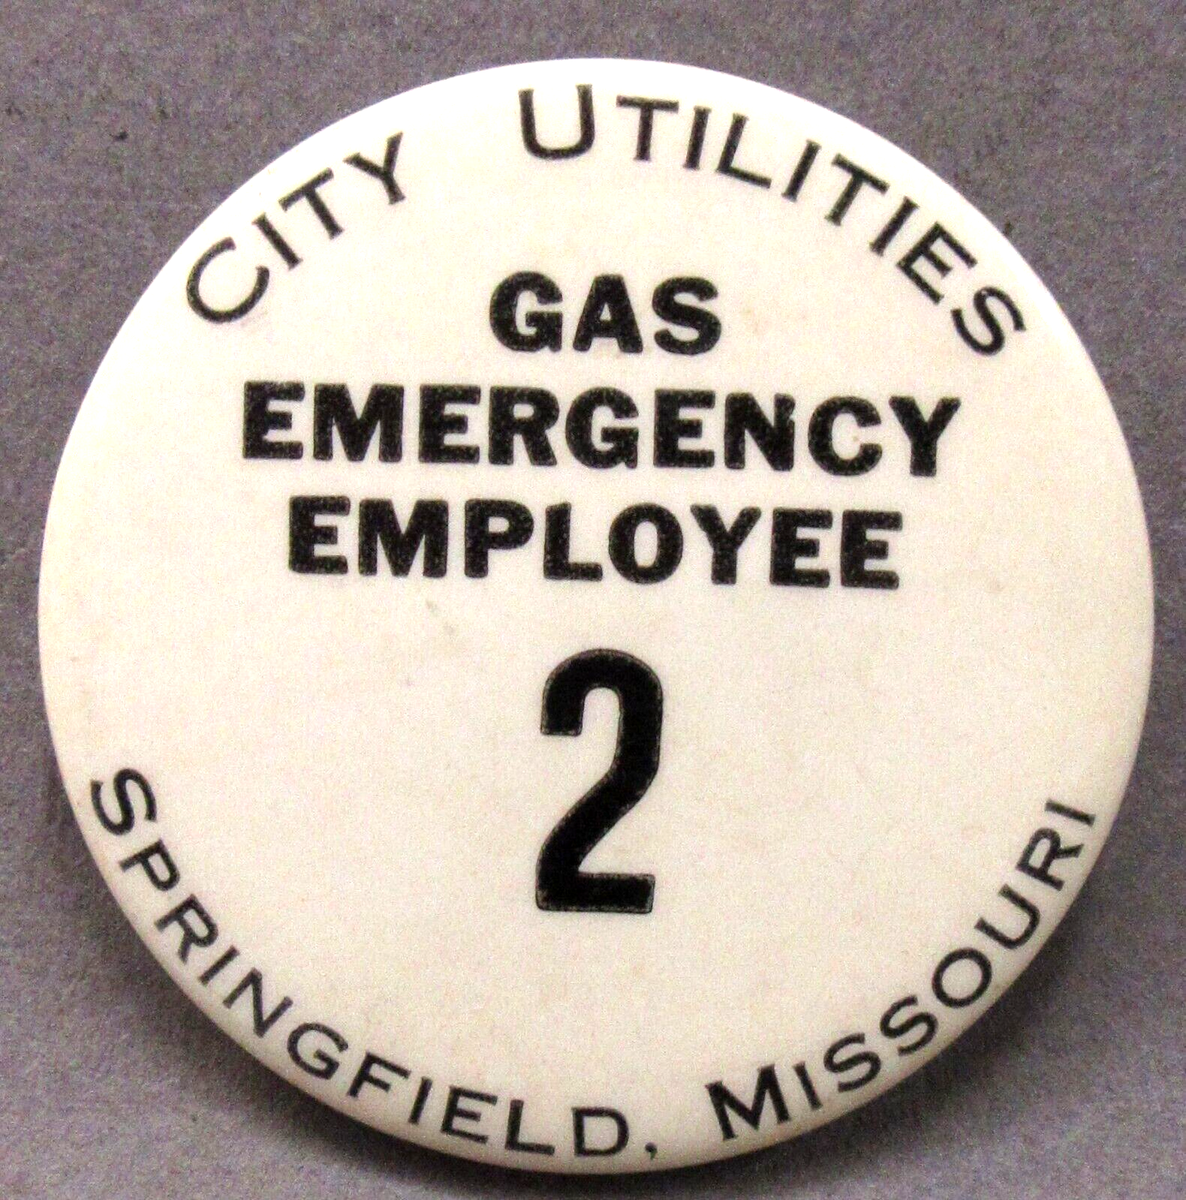 CITY UTILITIES
GAS
EMERGENCY
EMPLOYEE
2
SPRINGFIELD, MISSOURI